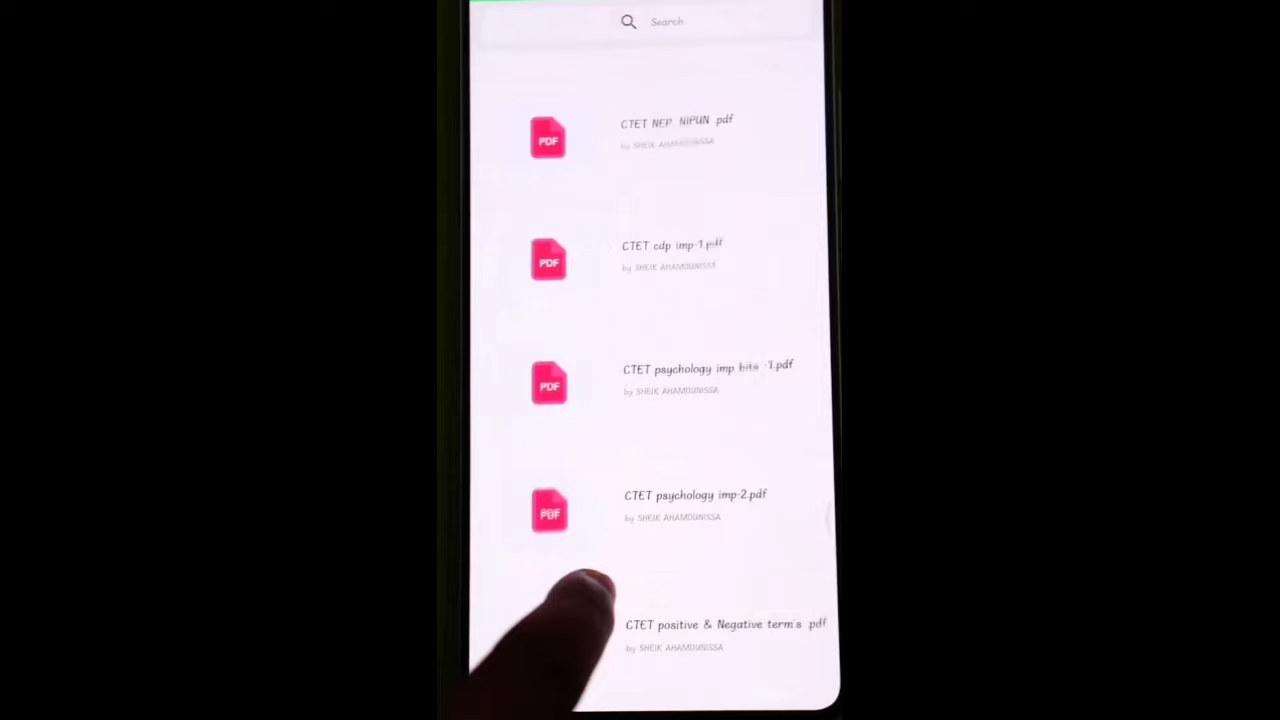 Search
PDF
CTET NEP NIPUN .pdf
by SHEIK AHAMDUNISSA
PDF
CTET cdp imp-1.pdf
by SHEIK AHAMDUNISSA
PDF
CTET psychology imp bits -1.pdf
by SHEIK AHAMDUNISSA
PDF
CTET psychology imp-2.pdf
by SHEIK AHAMDUNISSA
CTET positive & Negative term's .pdf
by SHEIK AHAMDUNISSA